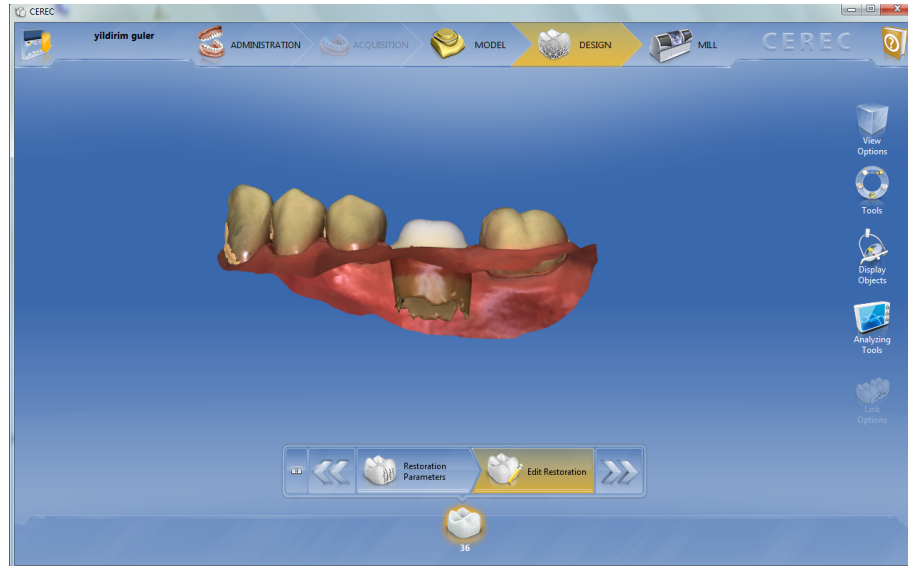 CEREC
yildirim guler
ADMINISTRATION
ACQUISITION
MODEL
DESIGN
MILL
CEREC
View
Options
Tools
Display
Objects
Analyzing
Tools
Link
Options
Restoration
Parameters
Edit Restoration
36